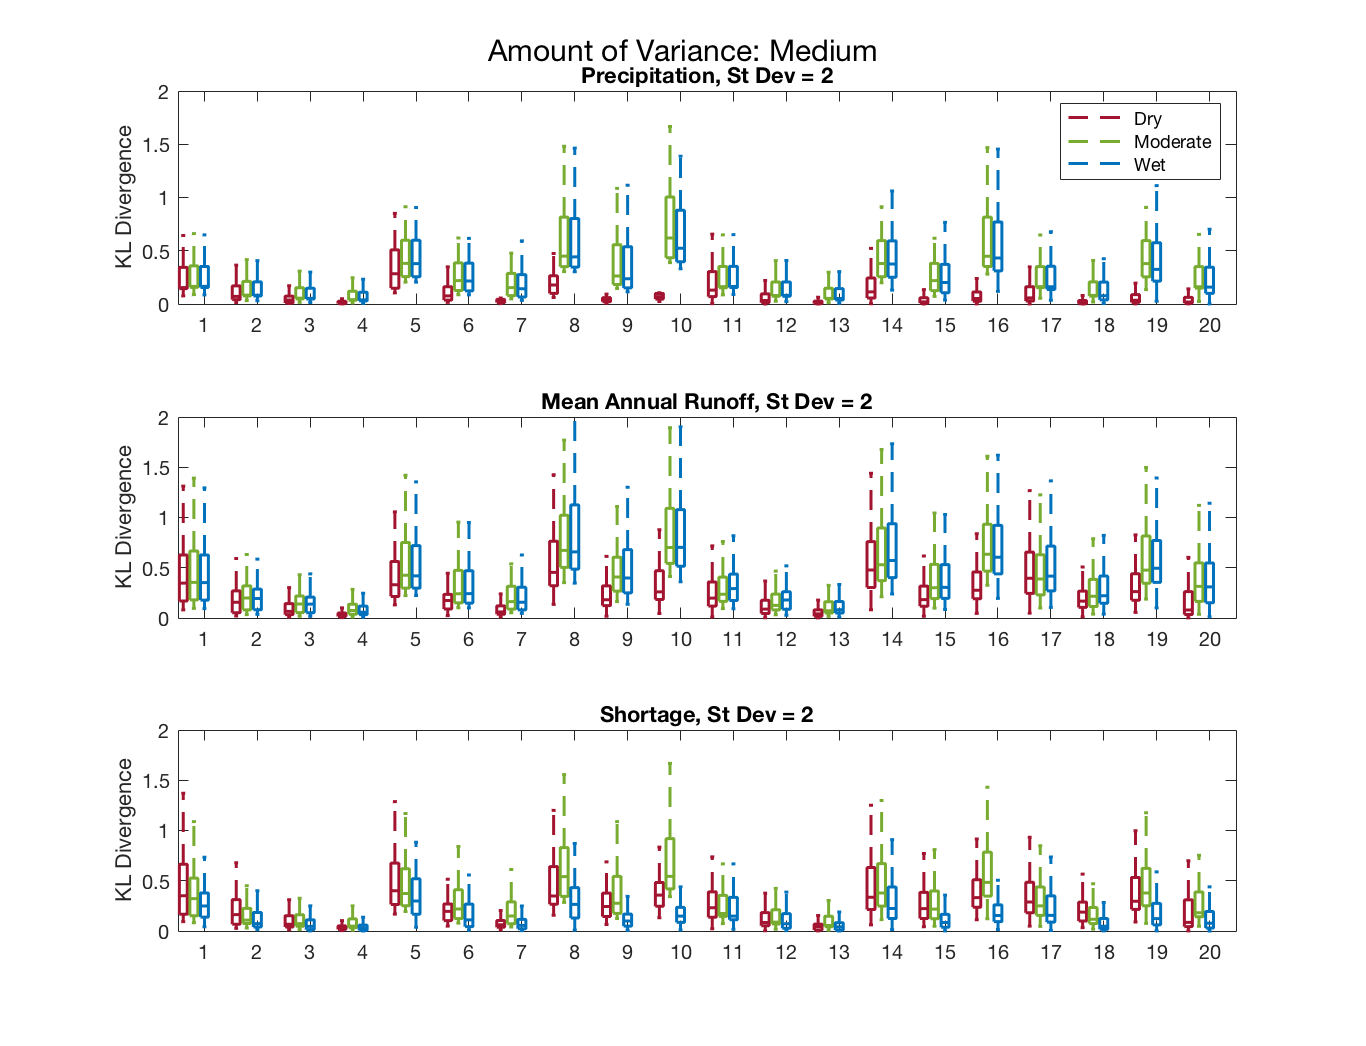 Amount of Variance: Medium
Precipitation, St Dev = 2
KL Divergence
2
1.5
1
0.5
0
Dry
Moderate
Wet
1 2 3 4 5 6 7 8 9 10 11 12 13 14 15 16 17 18 19 20
Mean Annual Runoff, St Dev = 2
KL Divergence
2
1.5
1
0.5
0
1 2 3 4 5 6 7 8 9 10 11 12 13 14 15 16 17 18 19 20
Shortage, St Dev = 2
KL Divergence
2
1.5
1
0.5
0
1 2 3 4 5 6 7 8 9 10 11 12 13 14 15 16 17 18 19 20